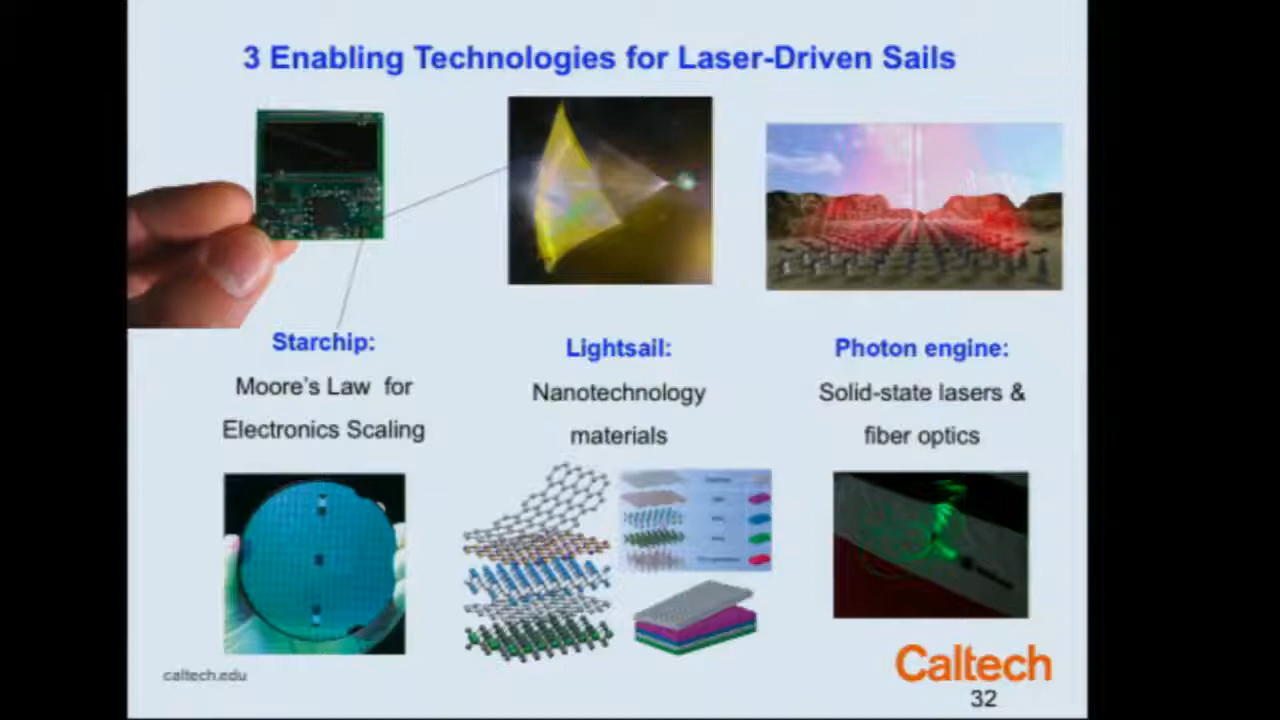 3 Enabling Technologies for Laser-Driven Sails
Starchip:
Moore's Law for
Electronics Scaling
Lightsail:
Nanotechnology
materials
Photon engine:
Solid-state lasers &
fiber optics
caltech.edu
Caltech
32